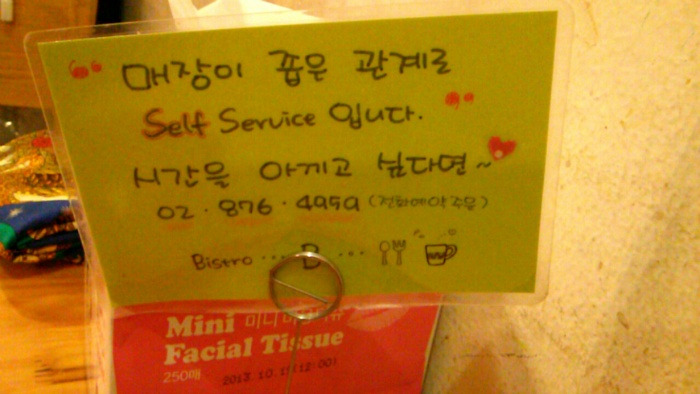 매장이 좁은 관계로
Self Service 입니다.
시간을 아끼고 싶다면~
02·876·4959 (전화예약주문)
Bistro ... B ...
Mini 미니
Facial Tissue
250매